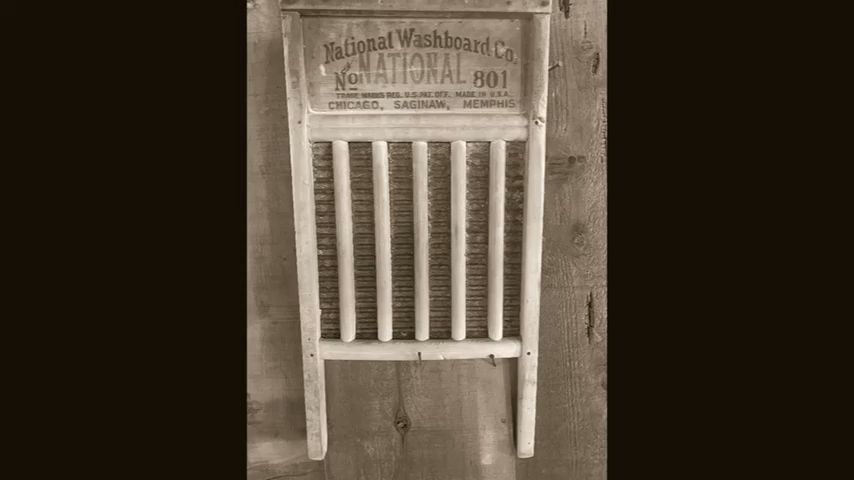 National Washboard Co.
No NATIONAL 801
TRADE MARKS REG. U.S. PAT. OFF. MADE IN U.S.A.
CHICAGO, SAGINAW, MEMPHIS